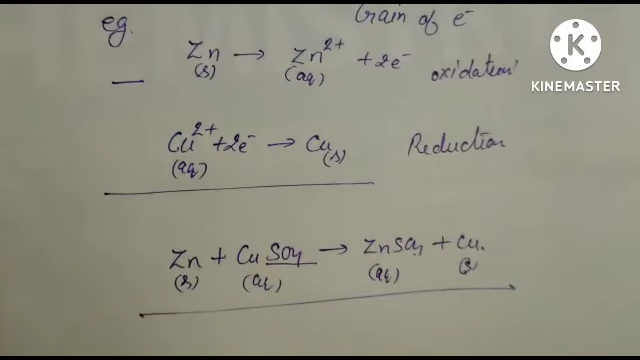 Grain of e⁻
eg.
Zn → Zn²⁺ + 2e⁻ oxidation
(s) (aq)
Cu²⁺ + 2e⁻ → Cu Reduction
(aq) (s)
Zn + CuSO4 → ZnSO4 + Cu.
(s) (aq) (aq) (s)
KINEMASTER